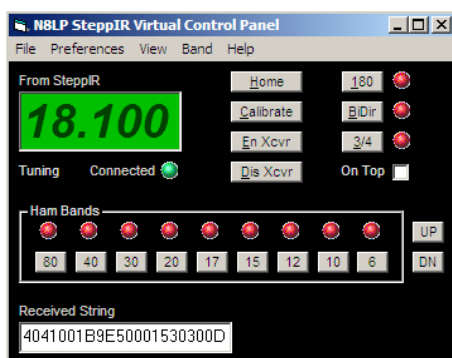 N8LP SteppIR Virtual Control Panel
File Preferences View Band Help
From SteppIR
18.100
Home
180
Calibrate
BiDir
En Xcvr
3/4
Tuning Connected
Dis Xcvr
On Top
Ham Bands
UP
80 40 30 20 17 15 12 10 6
DN
Received String
4041001B9E50001530300D